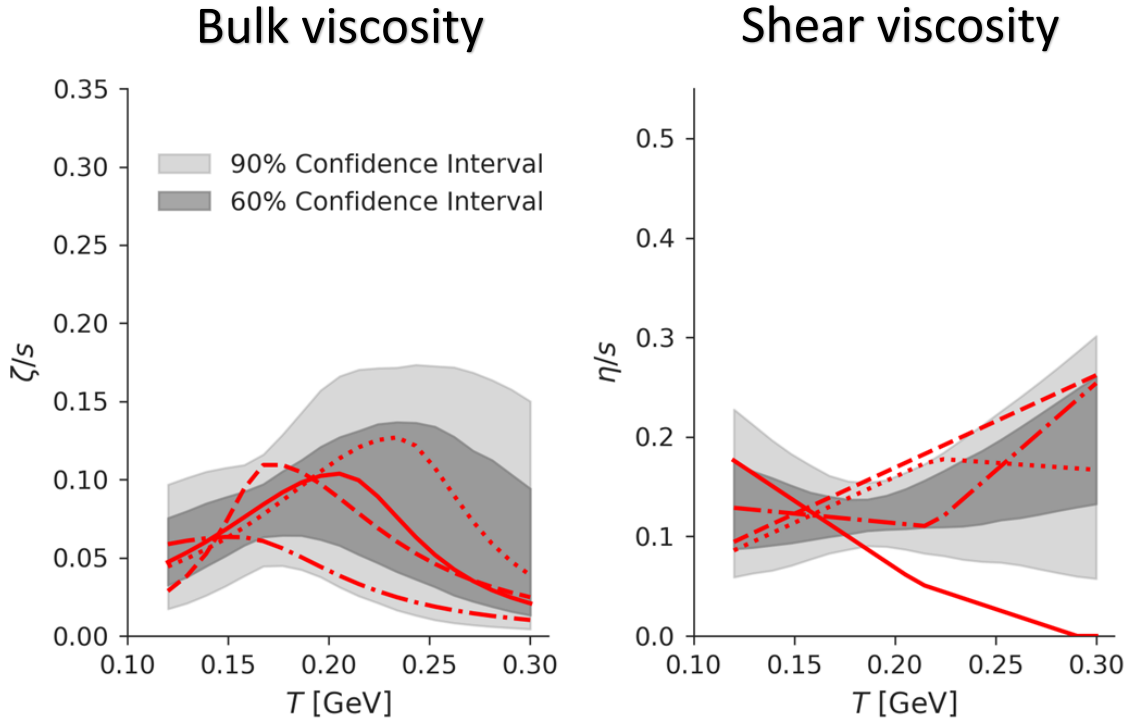 Bulk viscosity
0.35
0.30
0.25
0.20
0.15
0.10
0.05
0.00
ζ/s
90% Confidence Interval
60% Confidence Interval
0.10 0.15 0.20 0.25 0.30
T [GeV]
Shear viscosity
0.5
0.4
0.3
0.2
0.1
0.0
η/s
0.10 0.15 0.20 0.25 0.30
T [GeV]